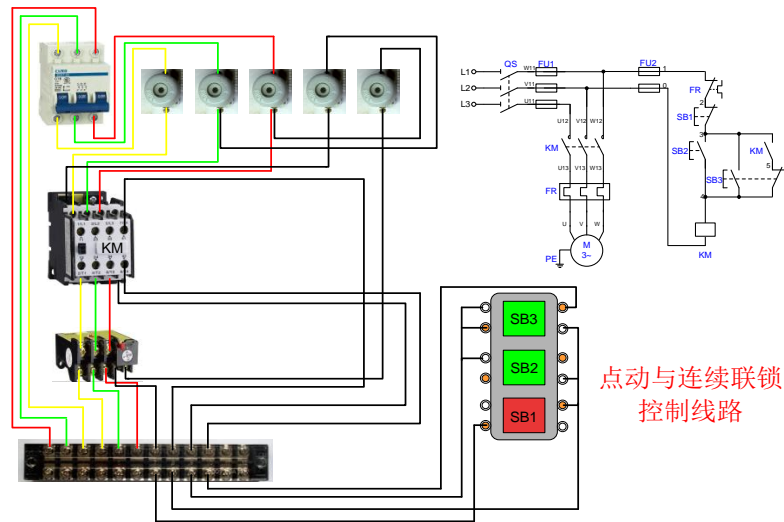 QS
W11
FU1
FU2
1
L1
L2
V11
0
L3
U11
FR
2
SB1
U12
V12
W12
3
KM
SB2
KM
5
U13
V13
W13
SB3
FR
4
U
V
W
M
3~
PE
KM
KM
SB3
SB2
SB1
点动与连续联锁
控制线路